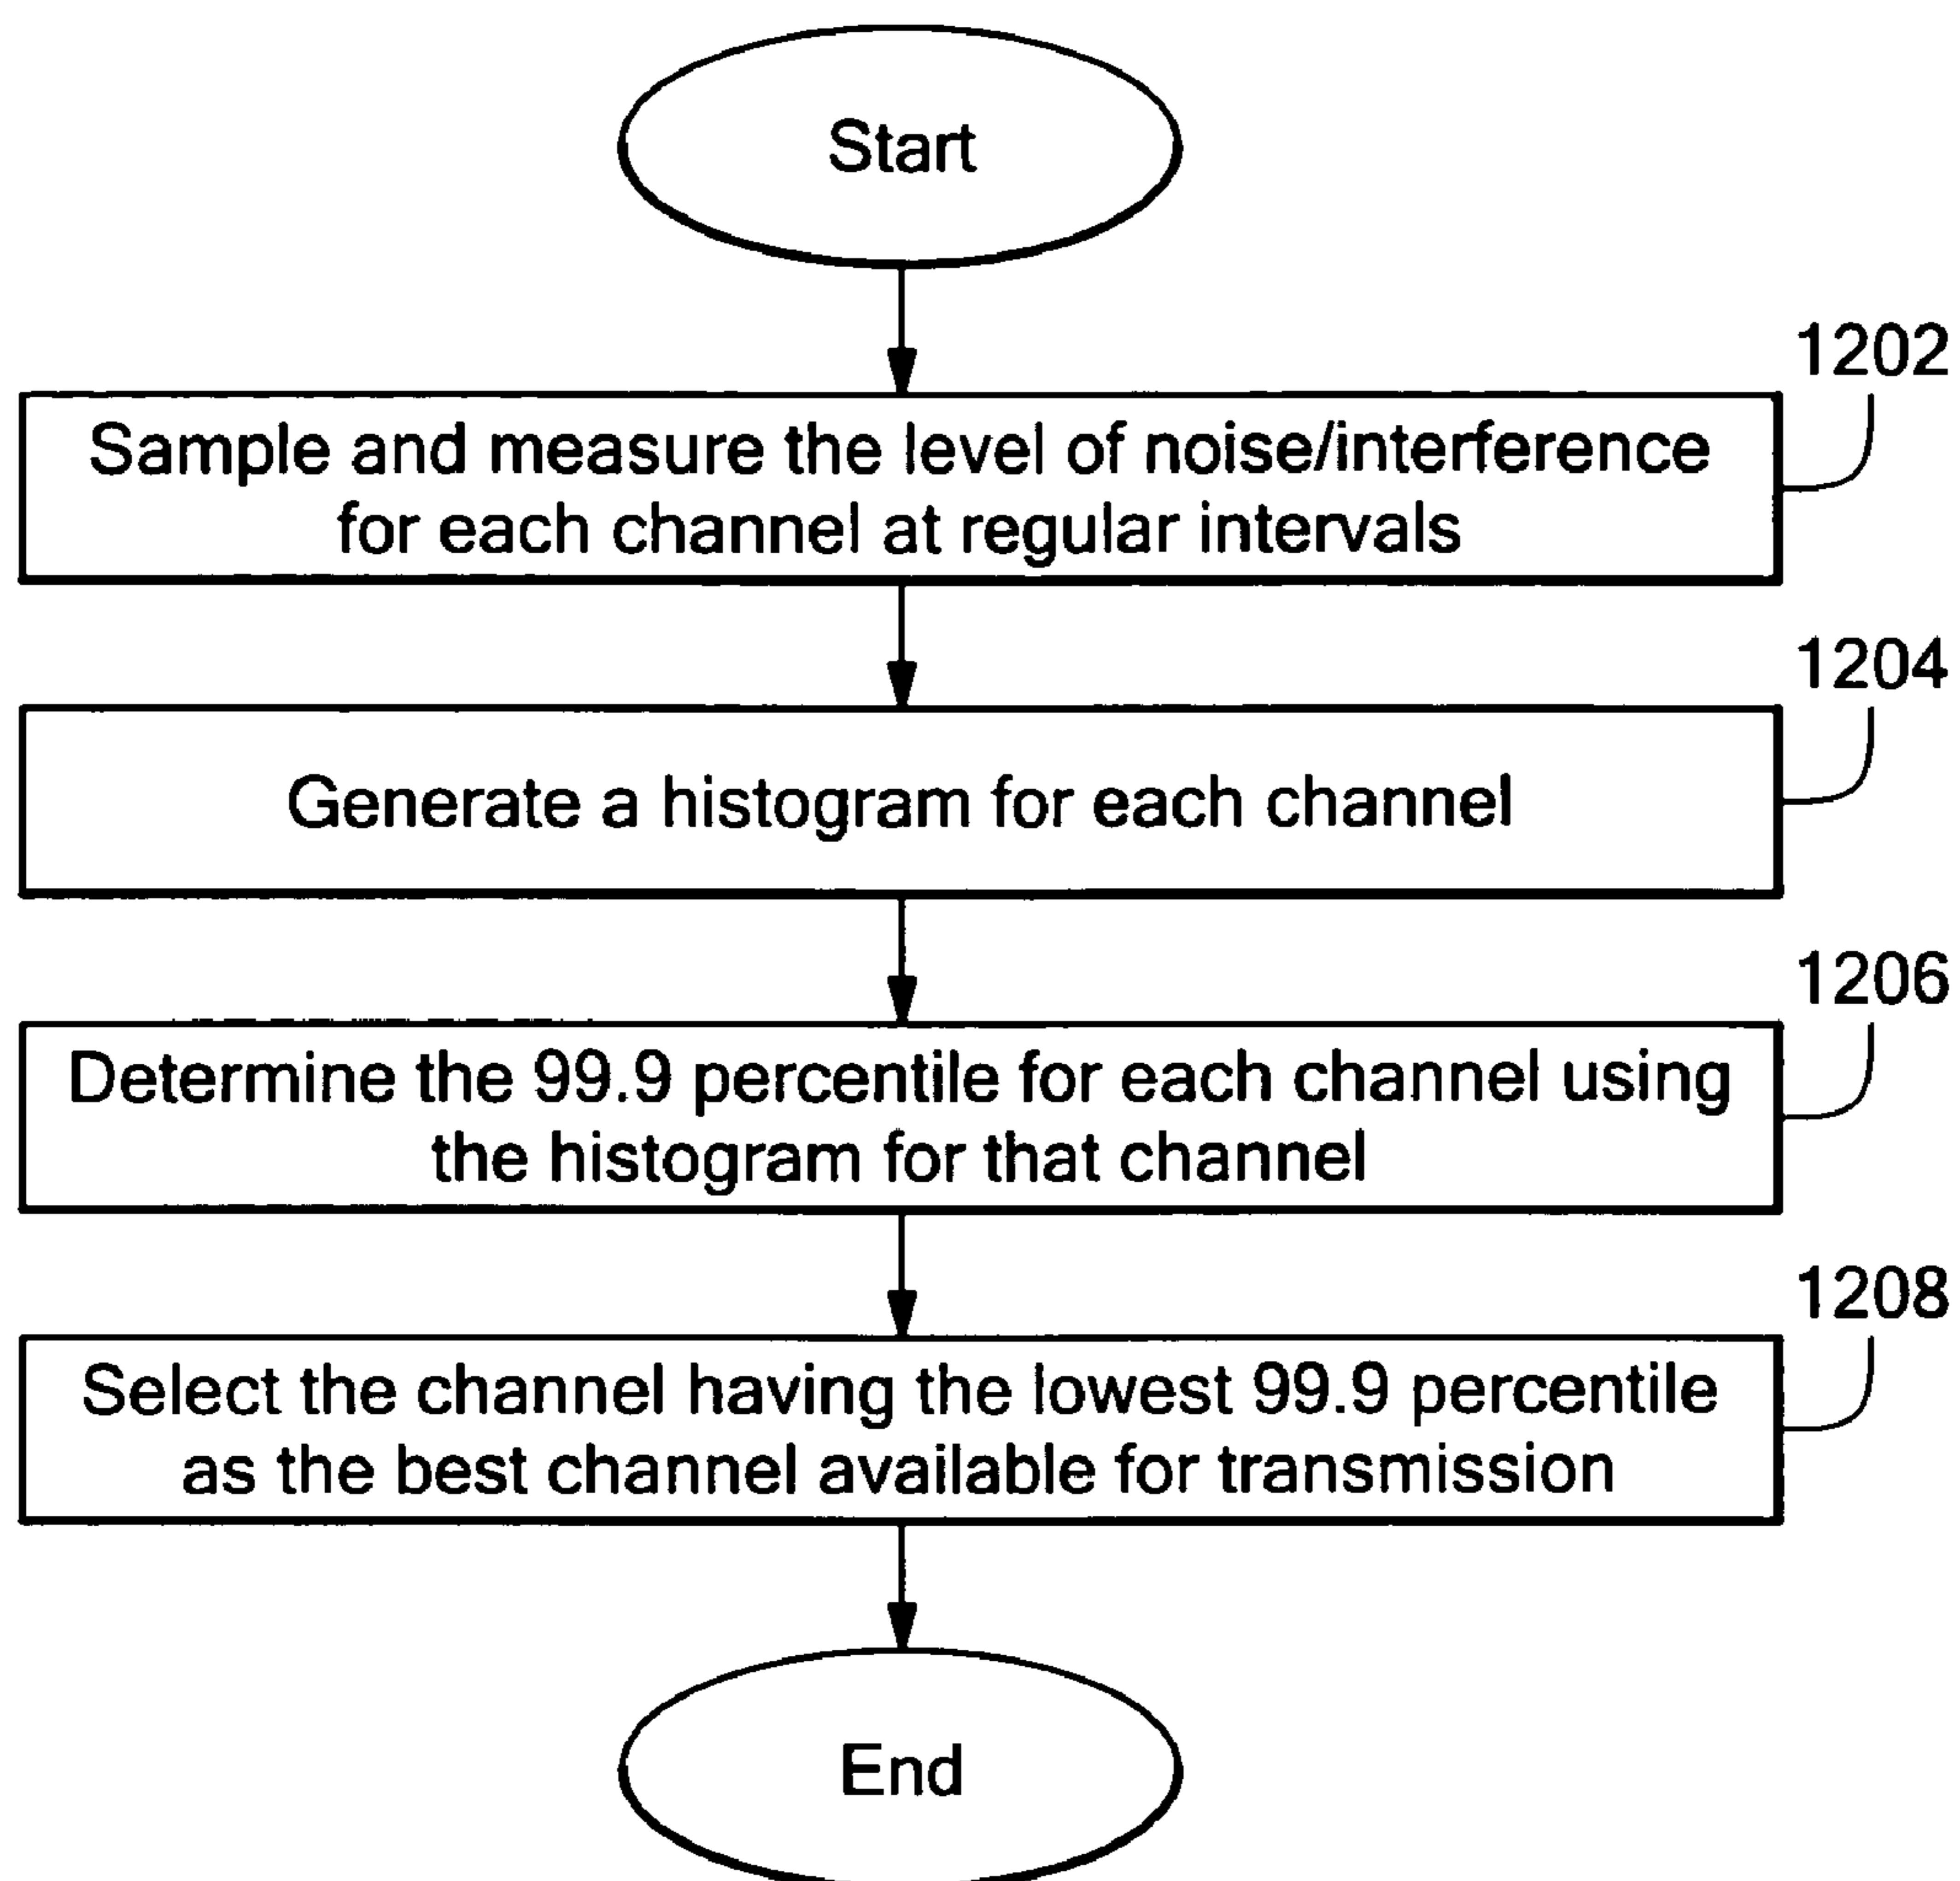 Start
1202
Sample and measure the level of noise/interference
for each channel at regular intervals
1204
Generate a histogram for each channel
1206
Determine the 99.9 percentile for each channel using
the histogram for that channel
1208
Select the channel having the lowest 99.9 percentile
as the best channel available for transmission
End